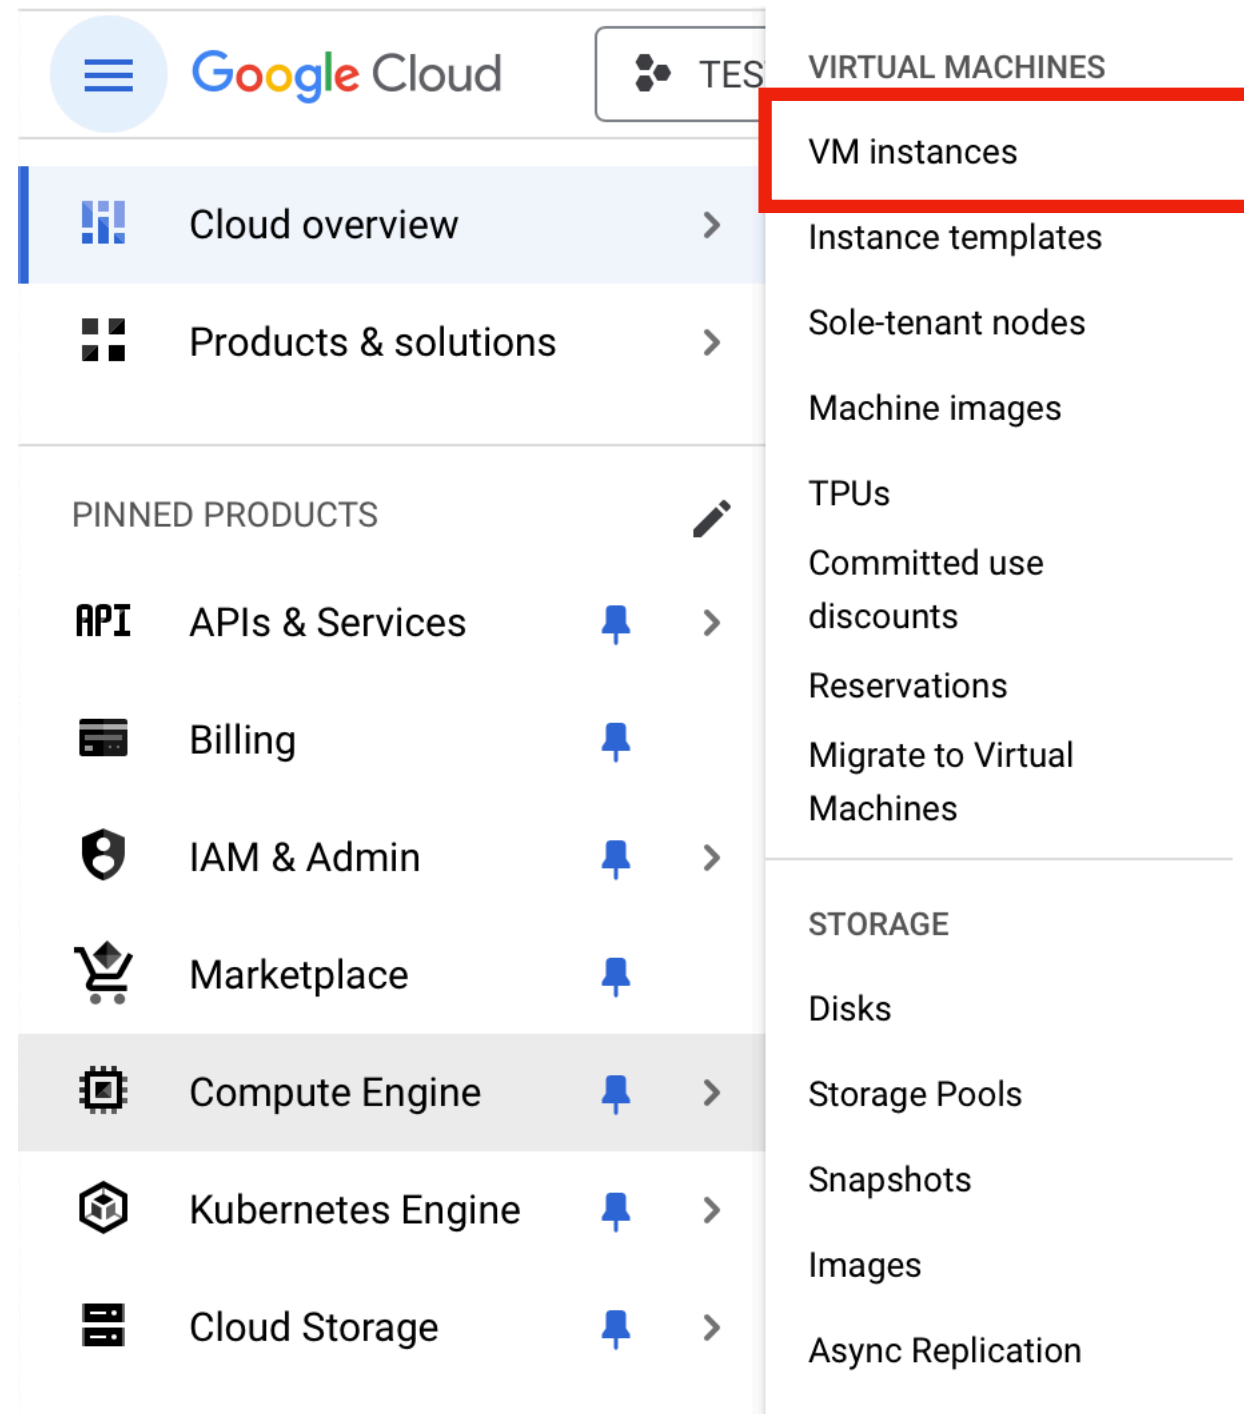 Google Cloud
TES
Cloud overview
Products & solutions
PINNED PRODUCTS
API
APIs & Services
Billing
IAM & Admin
Marketplace
Compute Engine
Kubernetes Engine
Cloud Storage
VIRTUAL MACHINES
VM instances
Instance templates
Sole-tenant nodes
Machine images
TPUs
Committed use
discounts
Reservations
Migrate to Virtual
Machines
STORAGE
Disks
Storage Pools
Snapshots
Images
Async Replication